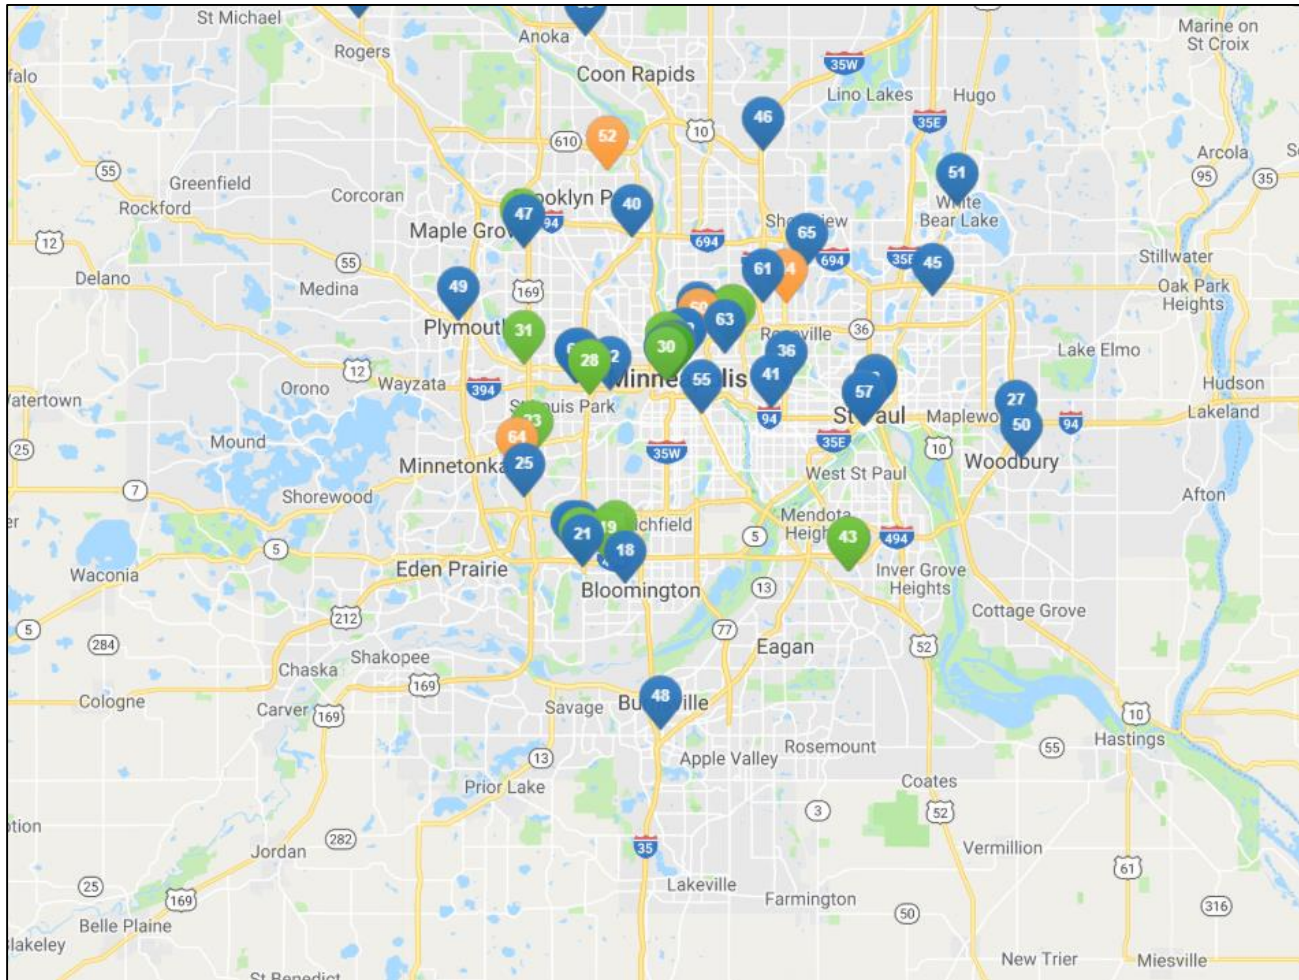 St Michael
Anoka
Marine on
St Croix
Rogers
Coon Rapids
35W
Lino Lakes
Hugo
46
35E
10
52
610
Arcola
55
Greenfield
Corcoran
51
95
35
Rockford
40
White
Bear Lake
47
94
Maple
65
12
694
694
45
Stillwater
55
61
Delano
Medina
49
169
Oak Park
Heights
63
Plymouth
31
36
30
36
Lake Elmo
28
12
Orono
Wayzata
394
41
55
57
Hudson
27
Lakeland
Mound
94
50
94
64
35E
25
35W
10
Minnetonka
25
Woodbury
West St Paul
7
Shorewood
Afton
Mendota
21
18
5
43
494
5
Waconia
Eden Prairie
Inver Grove
Heights
Bloomington
13
212
Cottage Grove
5
77
284
Eagan
52
Shakopee
Chaska
169
48
Cologne
Carver
169
Savage
10
Hastings
Rosemount
55
13
Apple Valley
Prior Lake
Coates
3
52
282
35
Jordan
Vermillion
61
25
Lakeville
169
Farmington
316
50
Belle Plaine
New Trier
Miesville